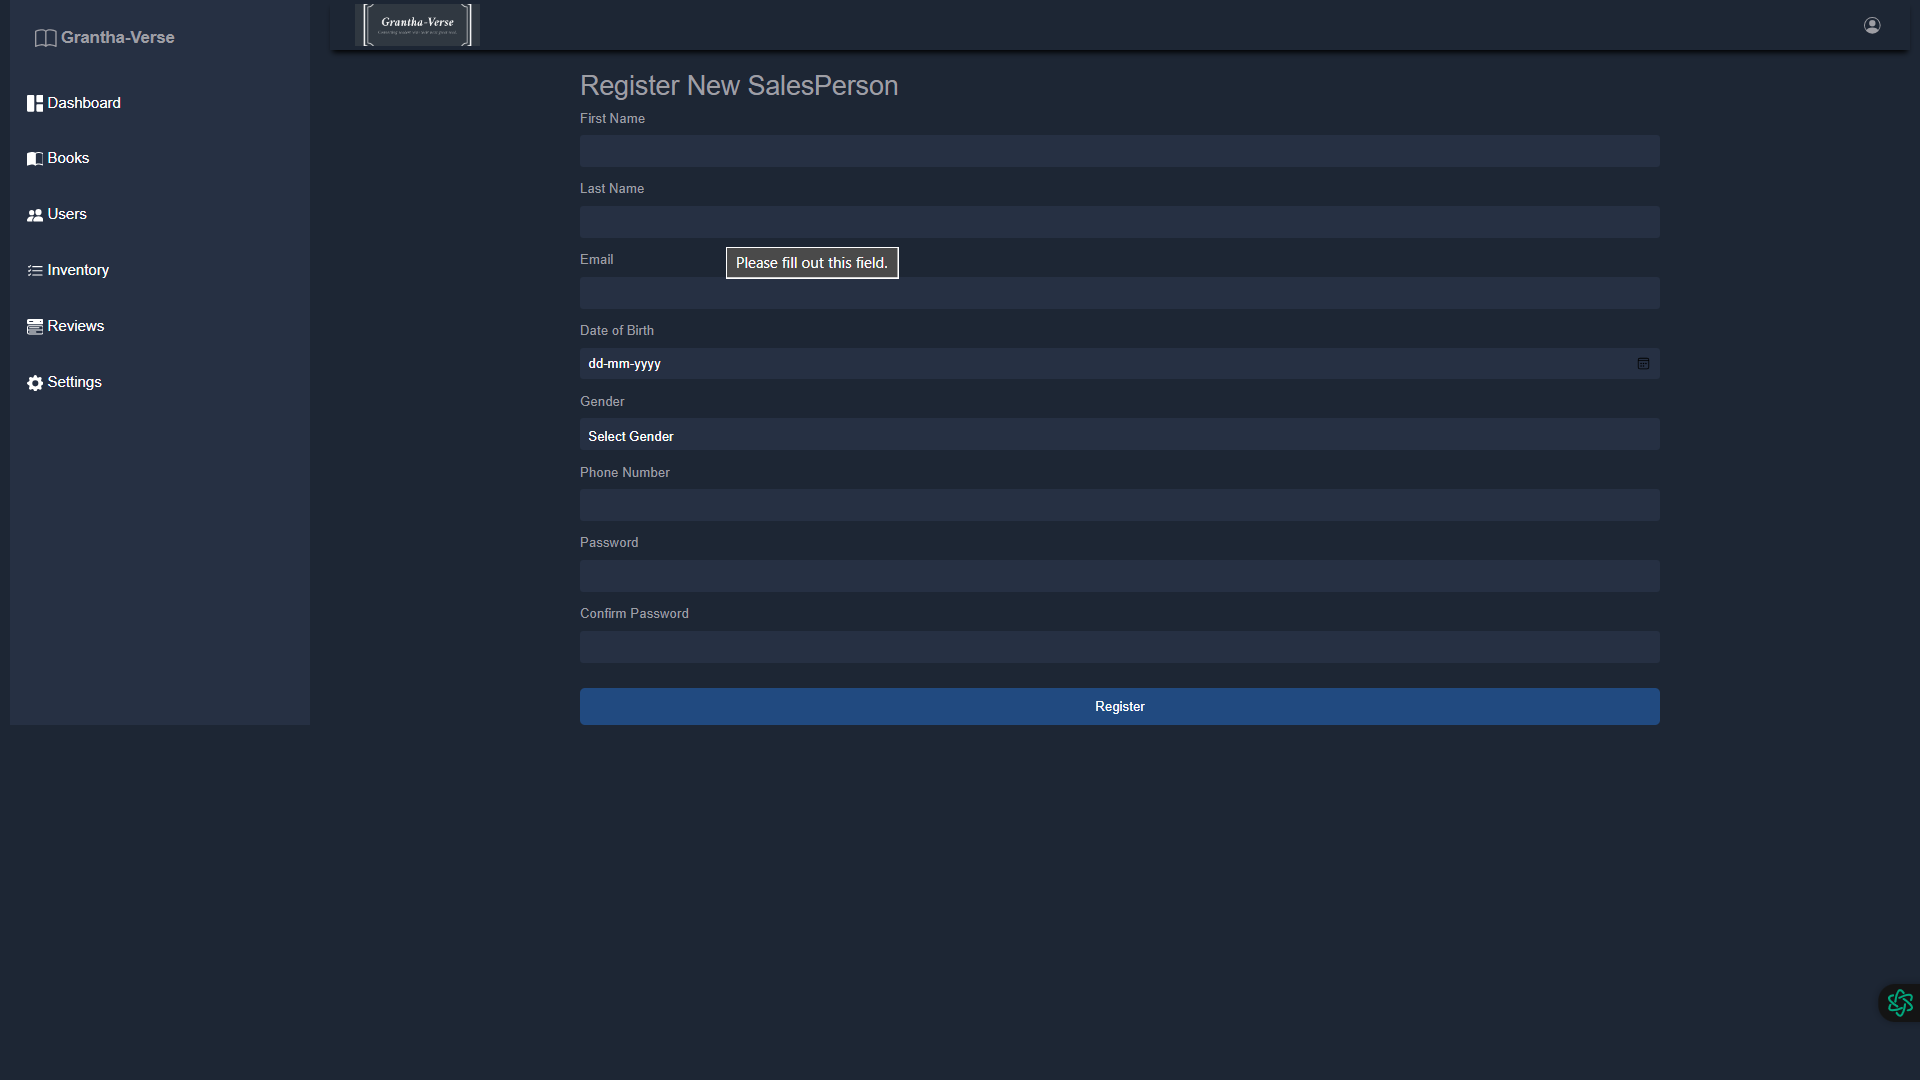 Grantha-Verse
Dashboard
Books
Users
Inventory
Reviews
Settings
Grantha-Verse
Register New SalesPerson
First Name
Last Name
Email
Please fill out this field.
Date of Birth
dd-mm-yyyy
Gender
Select Gender
Phone Number
Password
Confirm Password
Register